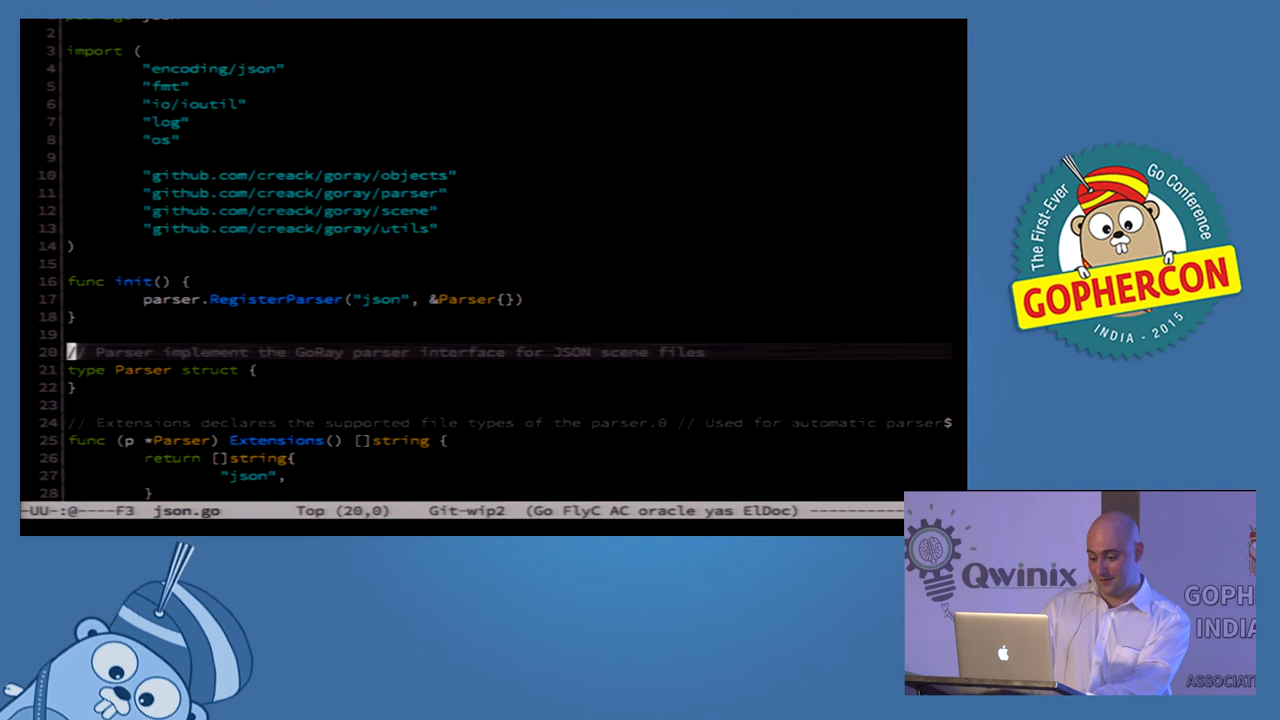 2
3 import (
4 "encoding/json"
5 "fmt"
6 "io/ioutil"
7 "log"
8 "os"
9
10 "github.com/creack/goray/objects"
11 "github.com/creack/goray/parser"
12 "github.com/creack/goray/scene"
13 "github.com/creack/goray/utils"
14 )
15
16 func init() {
17 parser.RegisterParser("json", &Parser{})
18 }
19
20 // Parser implement the GoRay parser interface for JSON scene files
21 type Parser struct {
22 }
23
24 // Extensions declares the supported file types of the parser.0 // Used for automatic parser$
25 func (p *Parser) Extensions() []string {
26 return []string{
27 "json",
28 }
-UU-:@----F3 json.go Top (20,0) Git-wip2 (Go FlyC AC oracle yas ElDoc) ----------
The First-Ever Go Conference
GOPHERCON
INDIA - 2015
Qwinix
GOPH
INDIA
ASSOCIAT